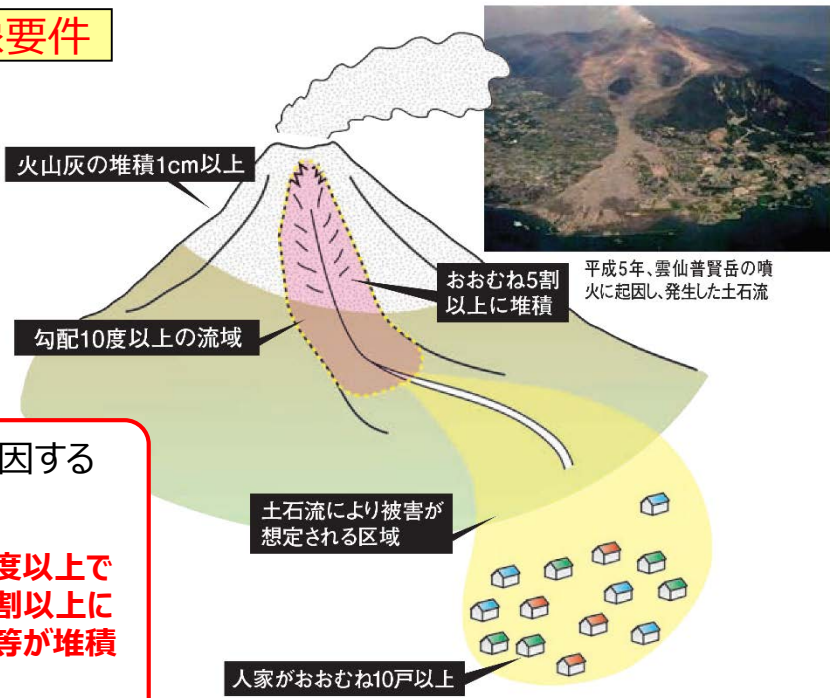 要件
火山灰の堆積1cm以上
おおむね5割
以上に堆積
平成5年、雲仙普賢岳の噴
火に起因し、発生した土石流
勾配10度以上の流域
因する
土石流により被害が
想定される区域
度以上で
割以上に
等が堆積
人家がおおむね10戸以上